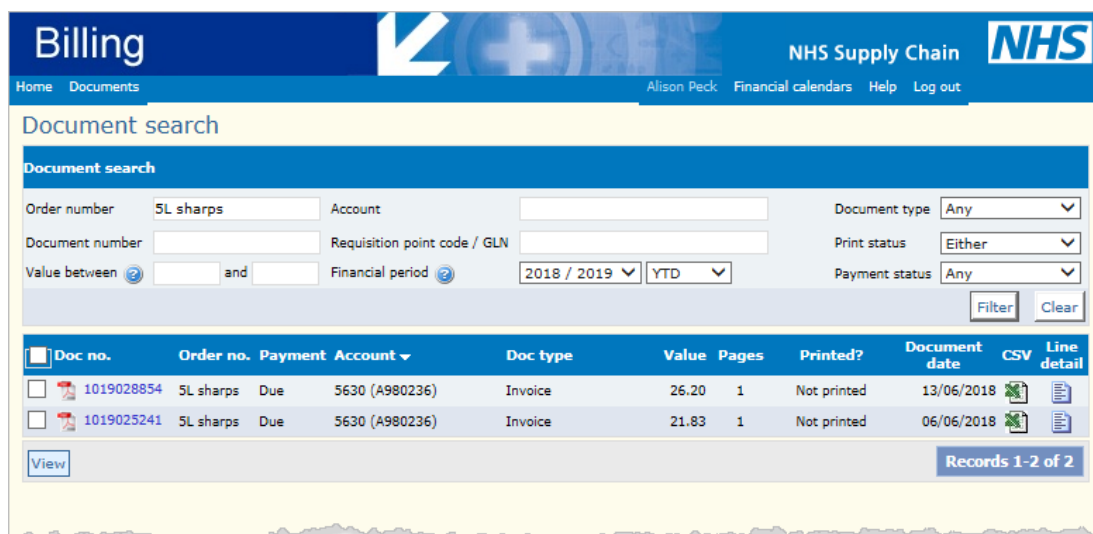 Billing
NHS Supply Chain NHS
Home Documents Alison Peck Financial calendars Help Log out
Document search
Document search
Order number 5L sharps Account Document type Any
Document number Requisition point code / GLN Print status Either
Value between ? and Financial period ? 2018 / 2019 YTD Payment status Any
Filter Clear
Doc no. Order no. Payment Account Doc type Value Pages Printed? Document date CSV Line detail
1019028854 5L sharps Due 5630 (A980236) Invoice 26.20 1 Not printed 13/06/2018
1019025241 5L sharps Due 5630 (A980236) Invoice 21.83 1 Not printed 06/06/2018
View Records 1-2 of 2